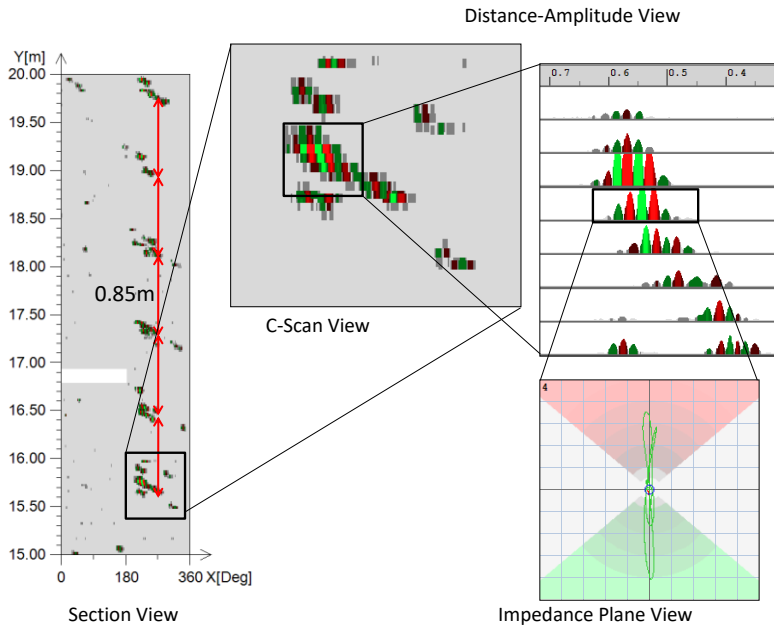 Distance-Amplitude View
Y[m]
20.00
19.50
19.00
18.50
18.00
17.50
17.00
16.50
16.00
15.50
15.00
0.85m
0 180 360 X[Deg]
Section View
C-Scan View
0.7 0.6 0.5 0.4
4
Impedance Plane View